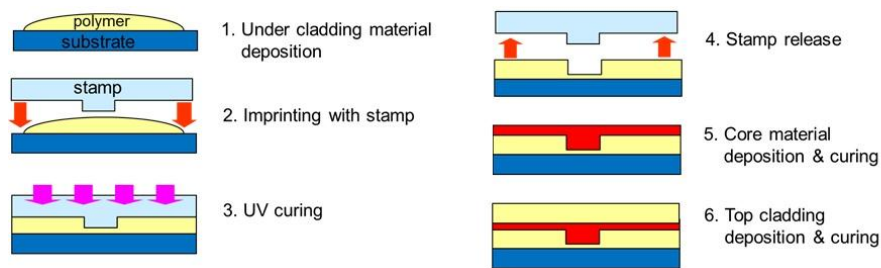 polymer
substrate
1. Under cladding material
deposition
stamp
2. Imprinting with stamp
3. UV curing
4. Stamp release
5. Core material
deposition & curing
6. Top cladding
deposition & curing